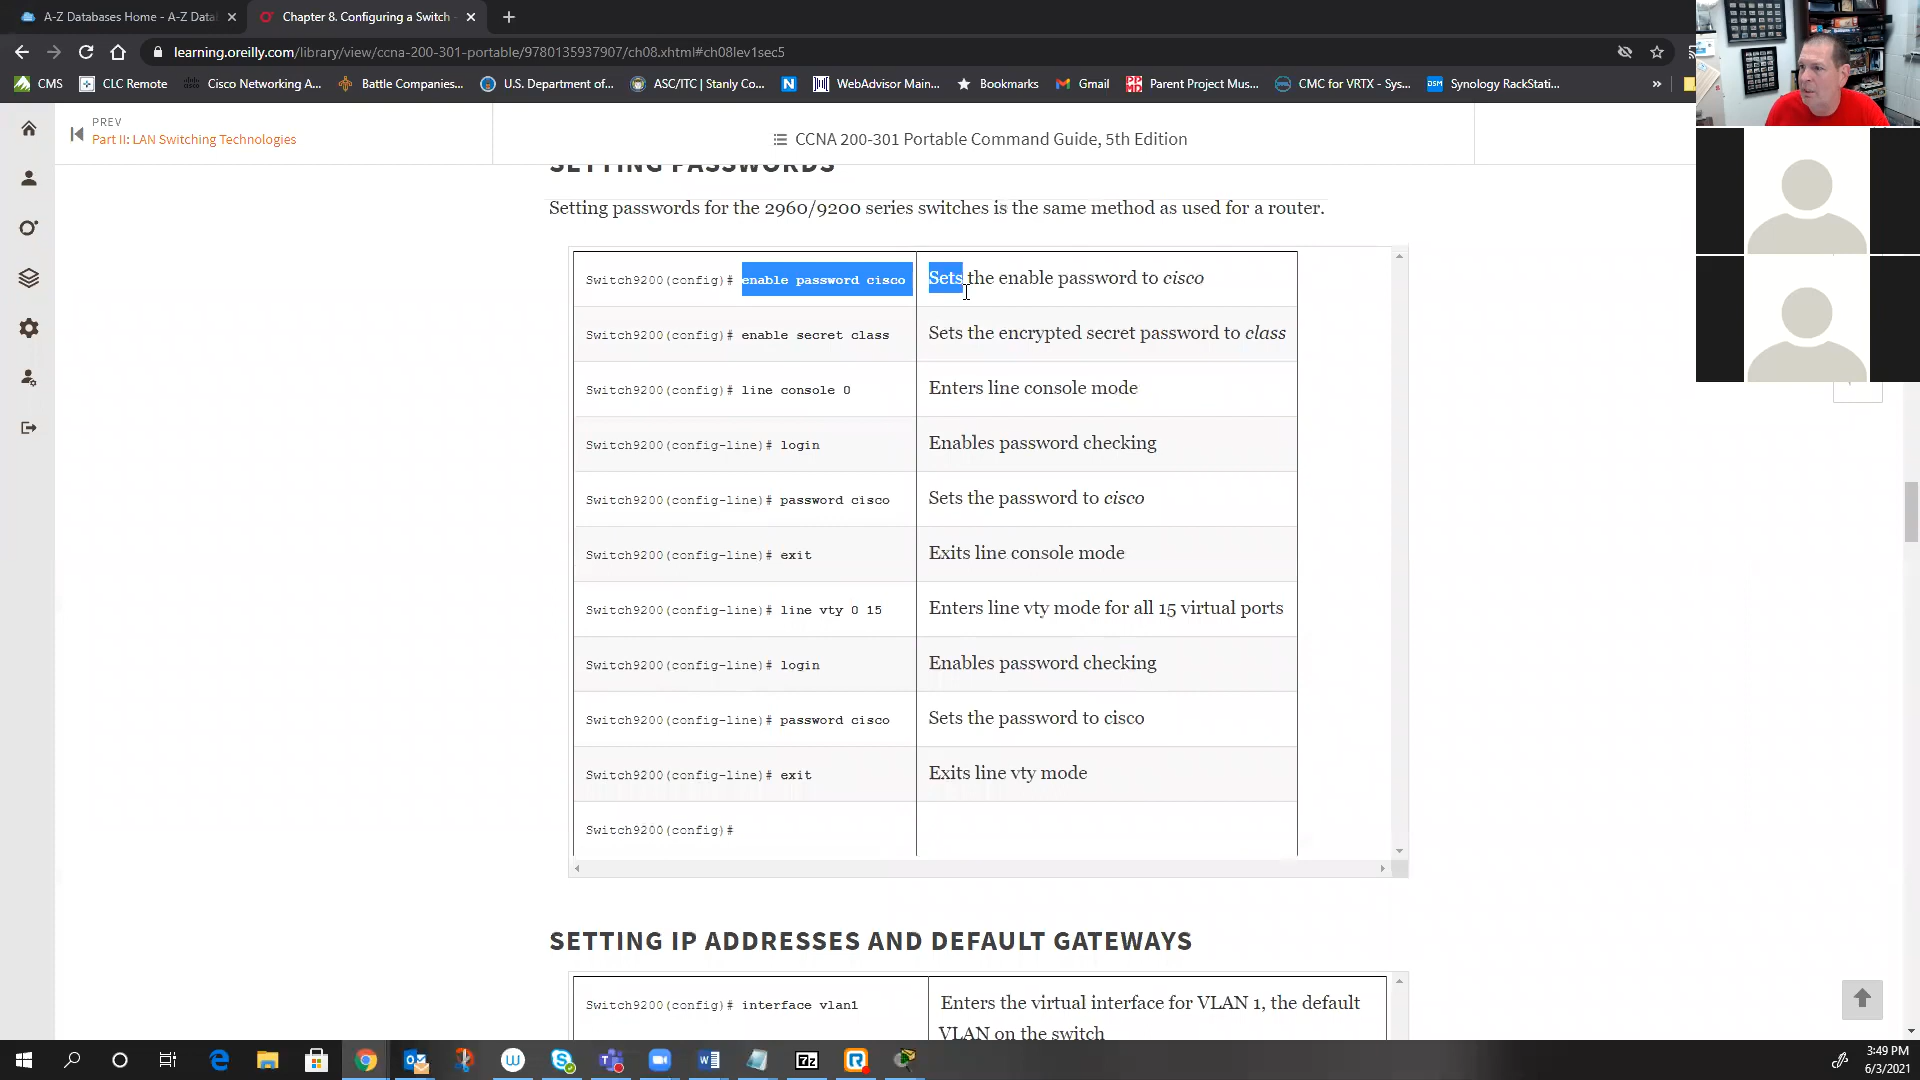 A-Z Databases Home - A-Z Data
Chapter 8. Configuring a Switch
learning.oreilly.com/library/view/ccna-200-301-portable/9780135937907/ch08.xhtml#ch08lev1sec5
CMS
CLC Remote
Cisco Networking A...
Battle Companies...
U.S. Department of...
ASC/ITC | Stanly Co...
WebAdvisor Main...
Bookmarks
Gmail
Parent Project Mus...
CMC for VRTX - Sys...
Synology RackStati...
PREV
Part II: LAN Switching Technologies
CCNA 200-301 Portable Command Guide, 5th Edition
SETTING PASSWORDS
Setting passwords for the 2960/9200 series switches is the same method as used for a router.
Switch9200(config)# enable password cisco Sets the enable password to cisco
Switch9200(config)# enable secret class Sets the encrypted secret password to class
Switch9200(config)# line console 0 Enters line console mode
Switch9200(config-line)# login Enables password checking
Switch9200(config-line)# password cisco Sets the password to cisco
Switch9200(config-line)# exit Exits line console mode
Switch9200(config-line)# line vty 0 15 Enters line vty mode for all 15 virtual ports
Switch9200(config-line)# login Enables password checking
Switch9200(config-line)# password cisco Sets the password to cisco
Switch9200(config-line)# exit Exits line vty mode
Switch9200(config)#
SETTING IP ADDRESSES AND DEFAULT GATEWAYS
Switch9200(config)# interface vlan1 Enters the virtual interface for VLAN 1, the default
VLAN on the switch
3:49 PM
6/3/2021